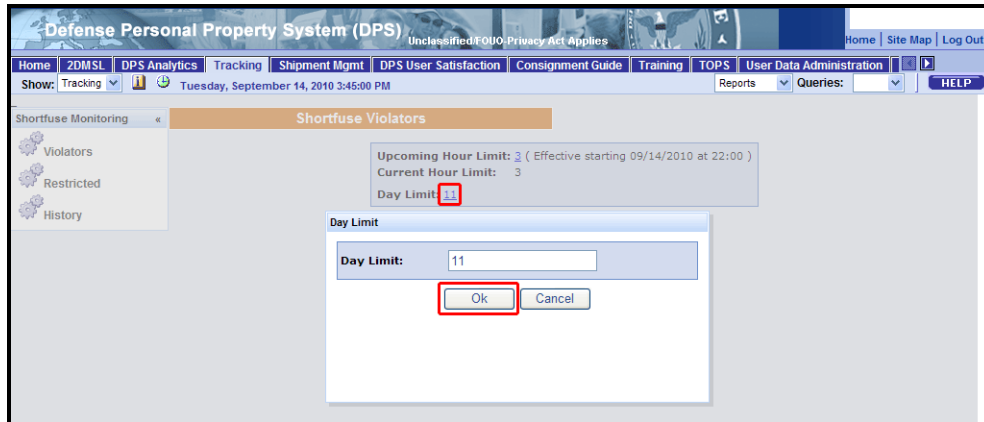 Defense Personal Property System (DPS) Unclassified/FOUO-Privacy Act Applies
Home | Site Map | Log Out
Home 2DMSL DPS Analytics Tracking Shipment Mgmt DPS User Satisfaction Consignment Guide Training TOPS User Data Administration
Show: Tracking Tuesday, September 14, 2010 3:45:00 PM Reports Queries: HELP
Shortfuse Monitoring «
Violators
Restricted
History
Shortfuse Violators
Upcoming Hour Limit: 3 ( Effective starting 09/14/2010 at 22:00 )
Current Hour Limit: 3
Day Limit: 11
Day Limit
Day Limit: 11
Ok Cancel